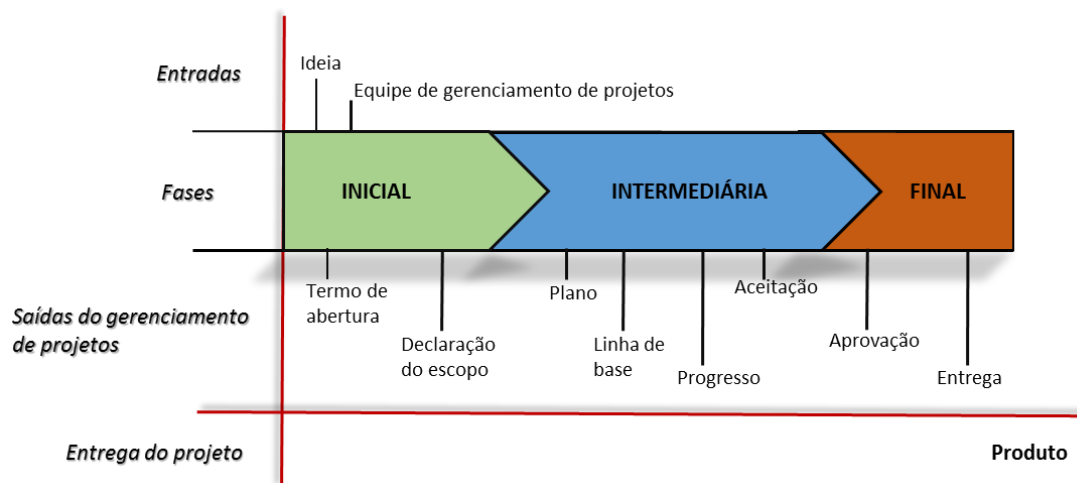 Entradas
Ideia
Equipe de gerenciamento de projetos
Fases
INICIAL
INTERMEDIÁRIA
FINAL
Saídas do gerenciamento
de projetos
Termo de
abertura
Declaração
do escopo
Plano
Linha de
base
Progresso
Aceitação
Aprovação
Entrega
Entrega do projeto
Produto